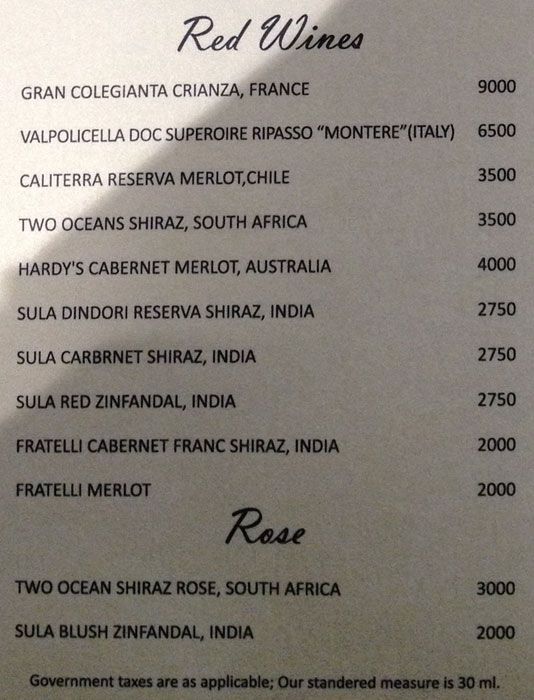 Red Wines
GRAN COLEGIANTA CRIANZA, FRANCE 9000
VALPOLICELLA DOC SUPEROIRE RIPASSO “MONTERE”(ITALY) 6500
CALITERRA RESERVA MERLOT,CHILE 3500
TWO OCEANS SHIRAZ, SOUTH AFRICA 3500
HARDY'S CABERNET MERLOT, AUSTRALIA 4000
SULA DINDORI RESERVA SHIRAZ, INDIA 2750
SULA CARBRNET SHIRAZ, INDIA 2750
SULA RED ZINFANDAL, INDIA 2750
FRATELLI CABERNET FRANC SHIRAZ, INDIA 2000
FRATELLI MERLOT 2000
Rose
TWO OCEAN SHIRAZ ROSE, SOUTH AFRICA 3000
SULA BLUSH ZINFANDAL, INDIA 2000
Government taxes are as applicable; Our standered measure is 30 ml.